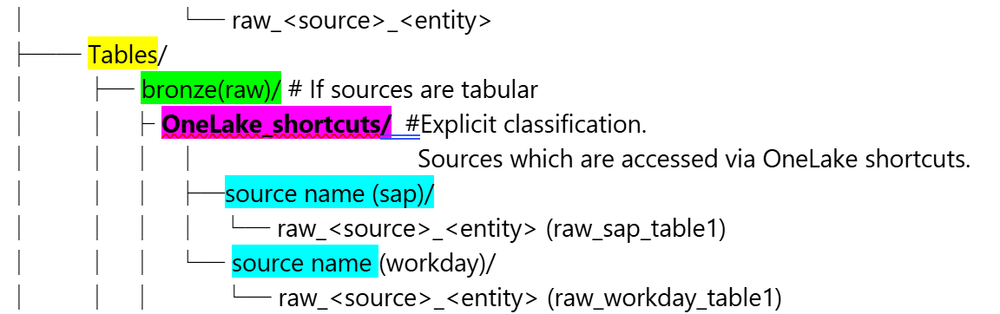 │ └── raw_<source>_<entity>
├── Tables/
│ ├── bronze(raw)/ # If sources are tabular
│ │ ├ OneLake_shortcuts/ #Explicit classification.
│ │ │ │ Sources which are accessed via OneLake shortcuts.
│ │ │ ├──source name (sap)/
│ │ │ │ └── raw_<source>_<entity> (raw_sap_table1)
│ │ │ └── source name (workday)/
│ │ │ └── raw_<source>_<entity> (raw_workday_table1)